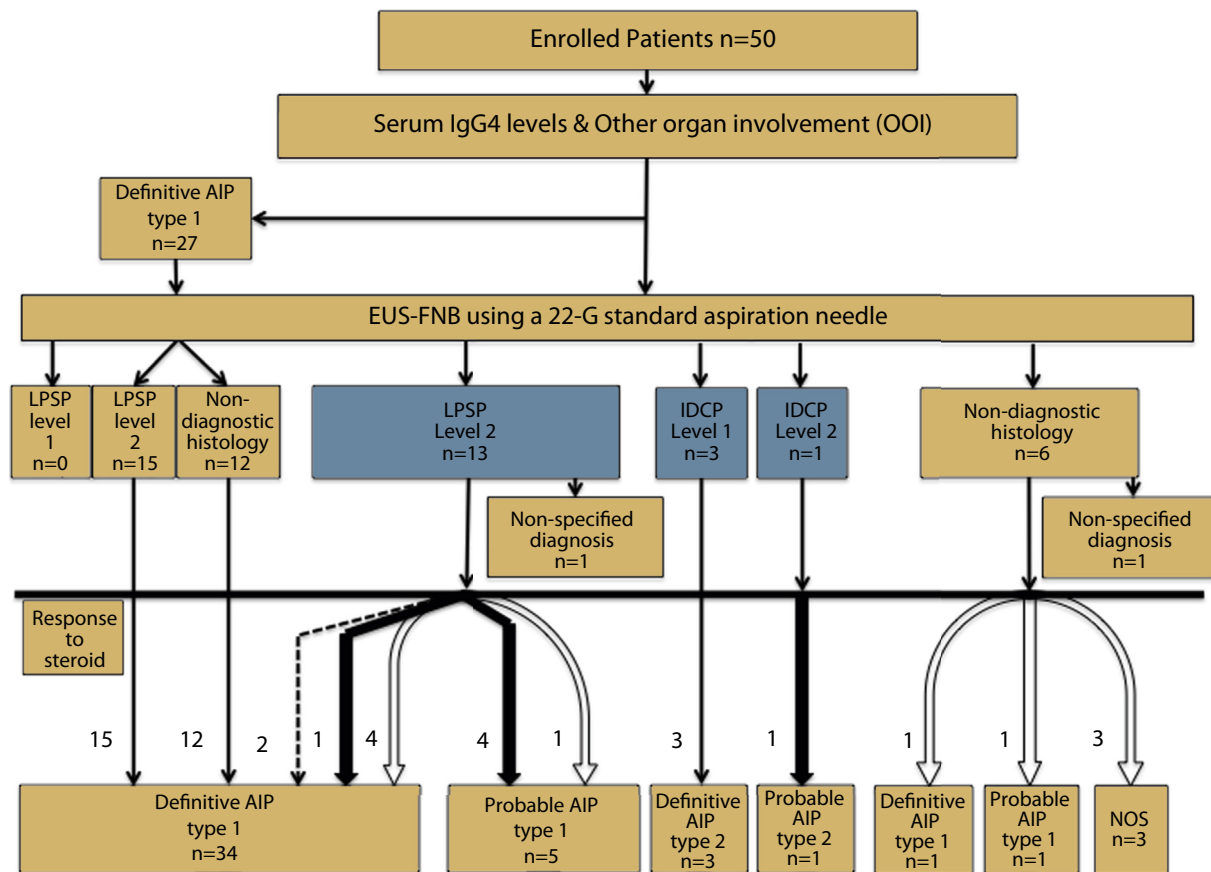 Enrolled Patients n=50
Serum IgG4 levels & Other organ involvement (OOI)
Definitive AIP
type 1
n=27
EUS-FNB using a 22-G standard aspiration needle
LPSP
level
1
n=0
LPSP
level
2
n=15
Non-
diagnostic
histology
n=12
LPSP
Level 2
n=13
IDCP
Level 1
n=3
IDCP
Level 2
n=1
Non-diagnostic
histology
n=6
Non-specified
diagnosis
n=1
Non-specified
diagnosis
n=1
Response
to
steroid
15
12
2
1
4
4
1
3
1
1
1
3
Definitive AIP
type 1
n=34
Probable AIP
type 1
n=5
Definitive
AIP
type 2
n=3
Probable
AIP
type 2
n=1
Definitive
AIP
type 1
n=1
Probable
AIP
type 1
n=1
NOS
n=3